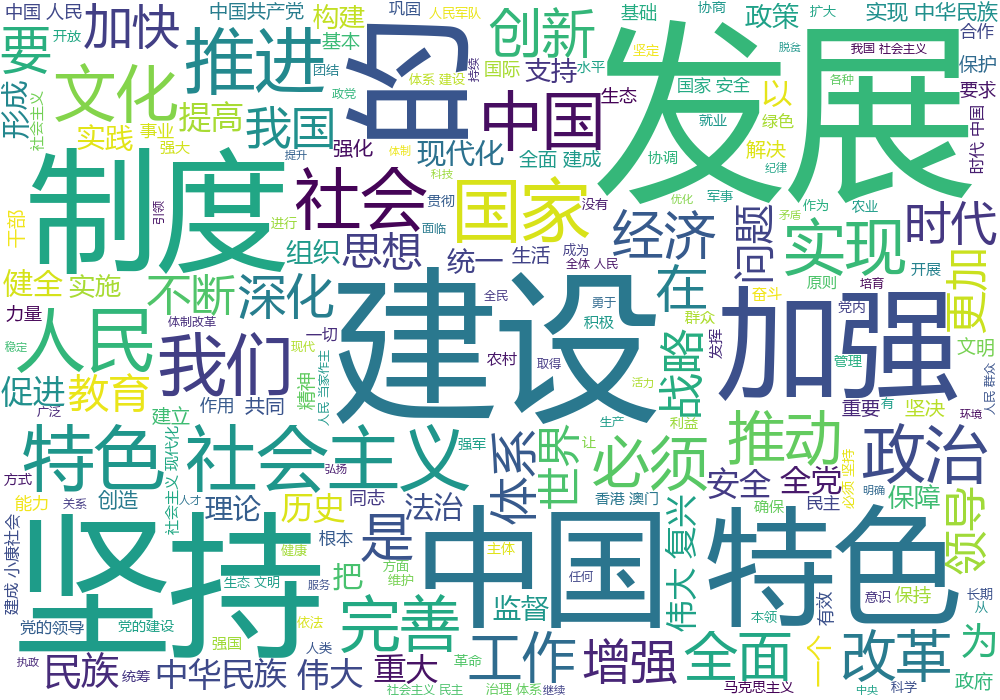 中国 人民
加快
中国共产党
构建
巩固
人民军队
创新
基础
协商
政策
扩大
实现 中华民族
要
开放
推进
基本
的
坚定
脱盆
我国 社会主义
合作
文化
团结
体系 建设
持续
国际
支持
水平
发展
国家 安全
各种
保护
形成
社会主义
提高
政党
中国
生态
以
要求
实践
事业
强大
我国
强化
现代化
全面 建成
就业
绿色
时代 中国
制度
提升
体制
科技
协调
解决
纪律
干部
引领
社会
贯彻
国家
没有
优化
军事
作为
农业
时代
进行
面临
矛盾
组织
思想
统一
生活
成为
全体 人民
经济
问题
实现
开展
更加
健全
实施
不断
深化
建设
全民
勇于
在
原则
培育
奋斗
加强
党内
力量
体制改革
一切
积极
群众
发挥
文明
稳定
人民
我们
现代
农村
取得
战略
管理
促进
教育
精神
人民 当家作主
活力
人民 群众
广泛
作用
共同
生产
利益
重要
有
坚决
环境
建立
特色
社会主义
社会主义 现代化
强军
体系
世界
让
必须
推动
政治
方式
弘扬
安全
全党
必须 坚持
能力
关系
创造
人才
理论
历史
同志
法治
香港 澳门
伟大 复兴
确保
民主
明确
保障
领导
建成 小康社会
坚持
健康
根本
是
中国
主体
特色
生态 文明
服务
把
方面
维护
任何
有效
意识
保持
长期
从
党的领导
党的建设
依法
完善
监督
本领
强国
人类
工作
增强
全面
个
改革
为
执政
民族
统筹
中华民族 伟大
重大
革命
社会主义 民主
治理 体系
继续
马克思主义
中央
科学
政府